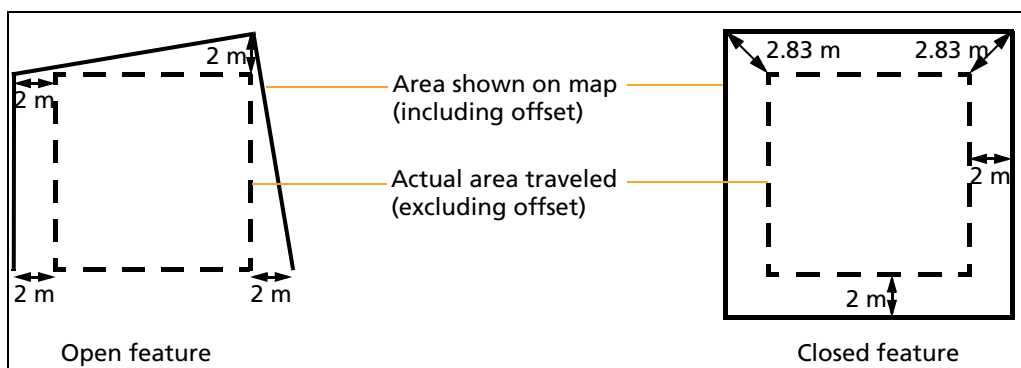 2 m
2 m
2 m
2 m
Open feature
Area shown on map
(including offset)
Actual area traveled
(excluding offset)
2.83 m
2.83 m
2 m
2 m
Closed feature